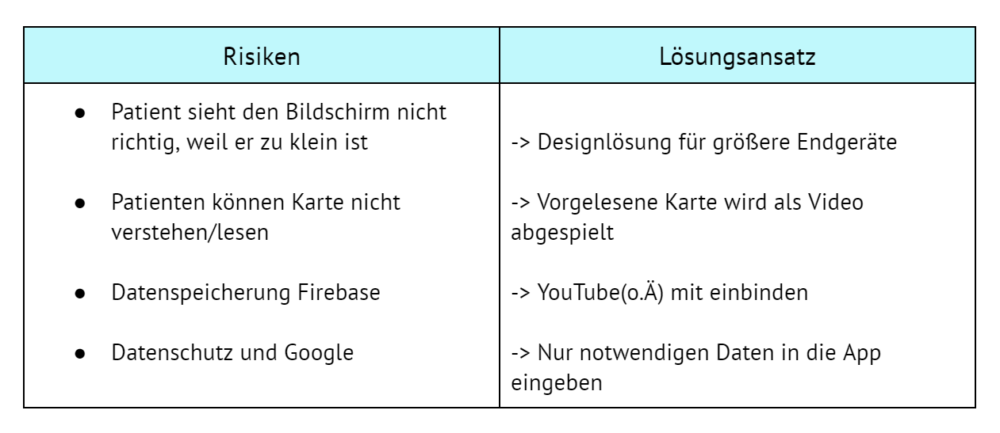 Risiken
Lösungsansatz
● Patient sieht den Bildschirm nicht
richtig, weil er zu klein ist
-> Designlösung für größere Endgeräte
● Patienten können Karte nicht
verstehen/lesen
-> Vorgelesene Karte wird als Video
abgespielt
● Datenspeicherung Firebase
-> YouTube(o.Ä) mit einbinden
● Datenschutz und Google
-> Nur notwendigen Daten in die App
eingeben